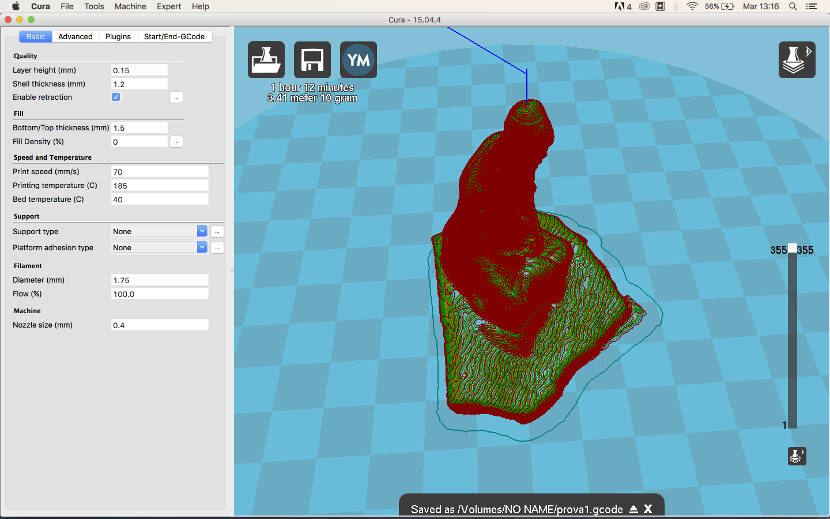 Cura File Tools Machine Expert Help
4 56% Mar 13:16
Cura - 15.04.4
Basic Advanced Plugins Start/End-GCode
Quality
Layer height (mm) 0.15
Shell thickness (mm) 1.2
Enable retraction ...
Fill
Bottom/Top thickness (mm) 1.5
Fill Density (%) 0 ...
Speed and Temperature
Print speed (mm/s) 70
Printing temperature (C) 185
Bed temperature (C) 40
Support
Support type None ...
Platform adhesion type None ...
Filament
Diameter (mm) 1.75
Flow (%) 100.0
Machine
Nozzle size (mm) 0.4
YM
1 hour 12 minutes
3.41 meter 10 gram
355 355
1
Saved as /Volumes/NO NAME/prova1.gcode X